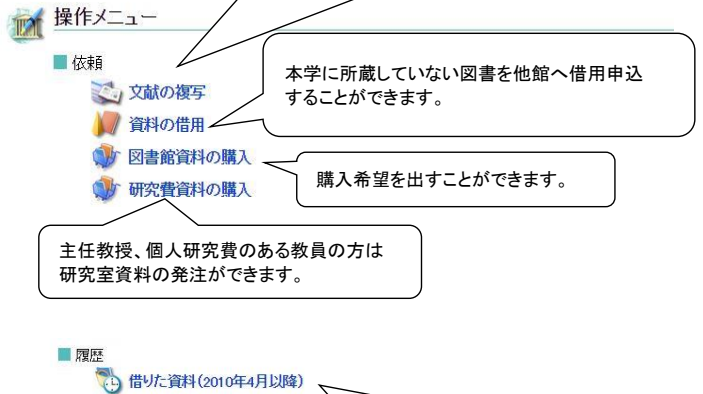 操作メニュー
依頼
文献の複写
本学に所蔵していない図書を他館へ借用申込
することができます。
資料の借用
図書館資料の購入
購入希望を出すことができます。
研究費資料の購入
主任教授、個人研究費のある教員の方は
研究室資料の発注ができます。
履歴
借りた資料(2010年4月以降)